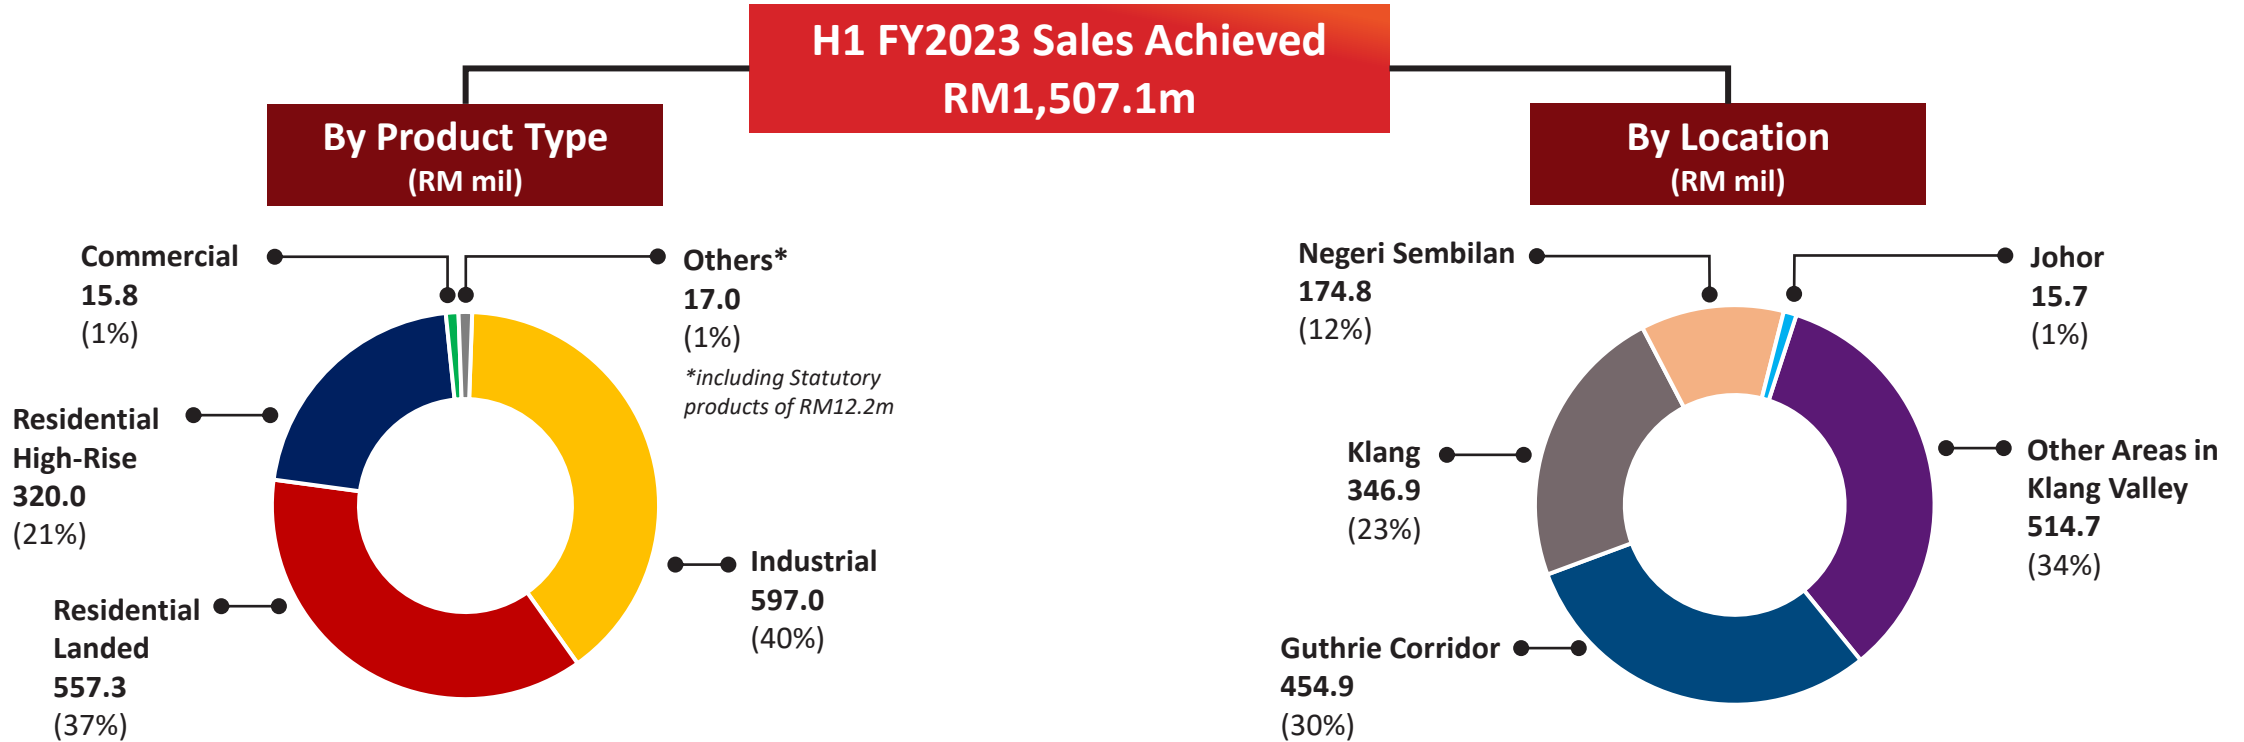 H1 FY2023 Sales Achieved
RM1,507.1m
By Product Type
(RM mil)
Commercial
15.8
(1%)
Others*
17.0
(1%)
*including Statutory
products of RM12.2m
Residential
High-Rise
320.0
(21%)
Industrial
597.0
(40%)
Residential
Landed
557.3
(37%)
By Location
(RM mil)
Negeri Sembilan
174.8
(12%)
Johor
15.7
(1%)
Klang
346.9
(23%)
Other Areas in
Klang Valley
514.7
(34%)
Guthrie Corridor
454.9
(30%)